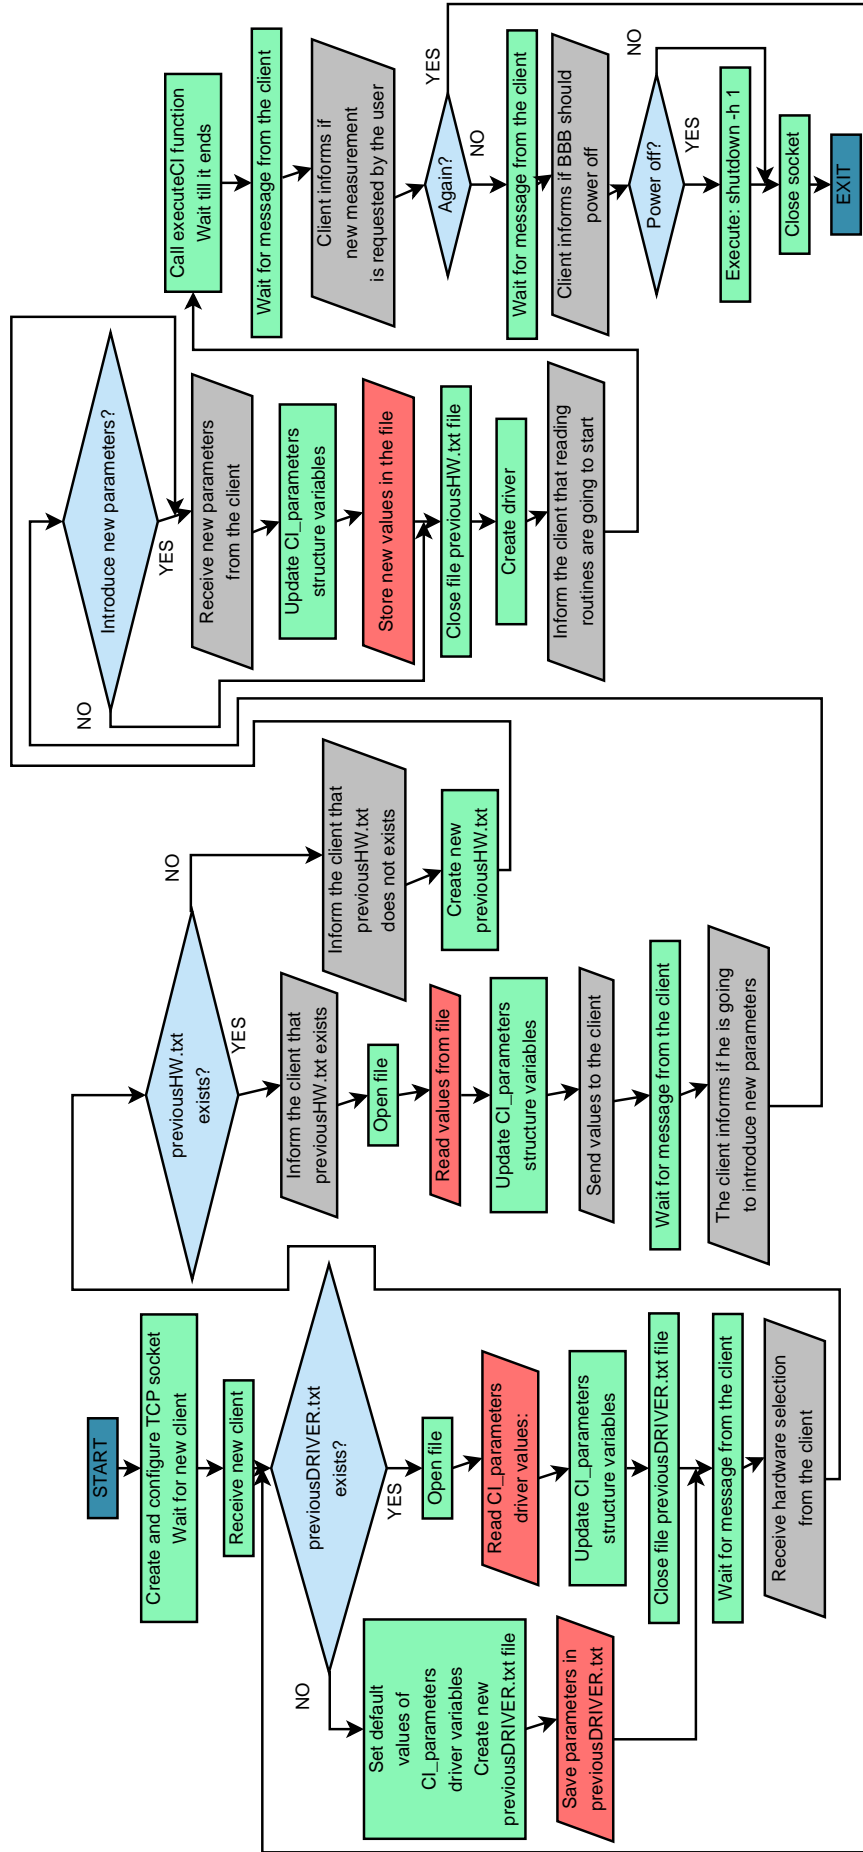 START
Create and configure TCP socket
Wait for new client
Receive new client
previousDRIVER.txt
exists?
NO
YES
Set default
values of
CI_parameters
driver variables
Create new
previousDRIVER.txt file
Save parameters in
previousDRIVER.txt
Open file
Read CI_parameters
driver values:
Update CI_parameters
structure variables
Close file previousDRIVER.txt file
Wait for message from the client
Receive hardware selection
from the client
previousHW.txt
exists?
YES
NO
Inform the client that
previousHW.txt exists
Open file
Read values from file
Update CI_parameters
structure variables
Send values to the client
Wait for message from the client
The client informs if he is going
to introduce new parameters
Inform the client that
previousHW.txt
does not exists
Create new
previousHW.txt
Introduce new parameters?
NO
YES
Receive new parameters
from the client
Update CI_parameters
structure variables
Store new values in the file
Close file previousHW.txt file
Create driver
Inform the client that reading
routines are going to start
Call executeCI function
Wait till it ends
Wait for message from the client
Client informs if
new measurement
is requested by the user
Again?
YES
NO
Wait for message from the client
Client informs if BBB should
power off
Power off?
NO
YES
Execute: shutdown -h 1
Close socket
EXIT